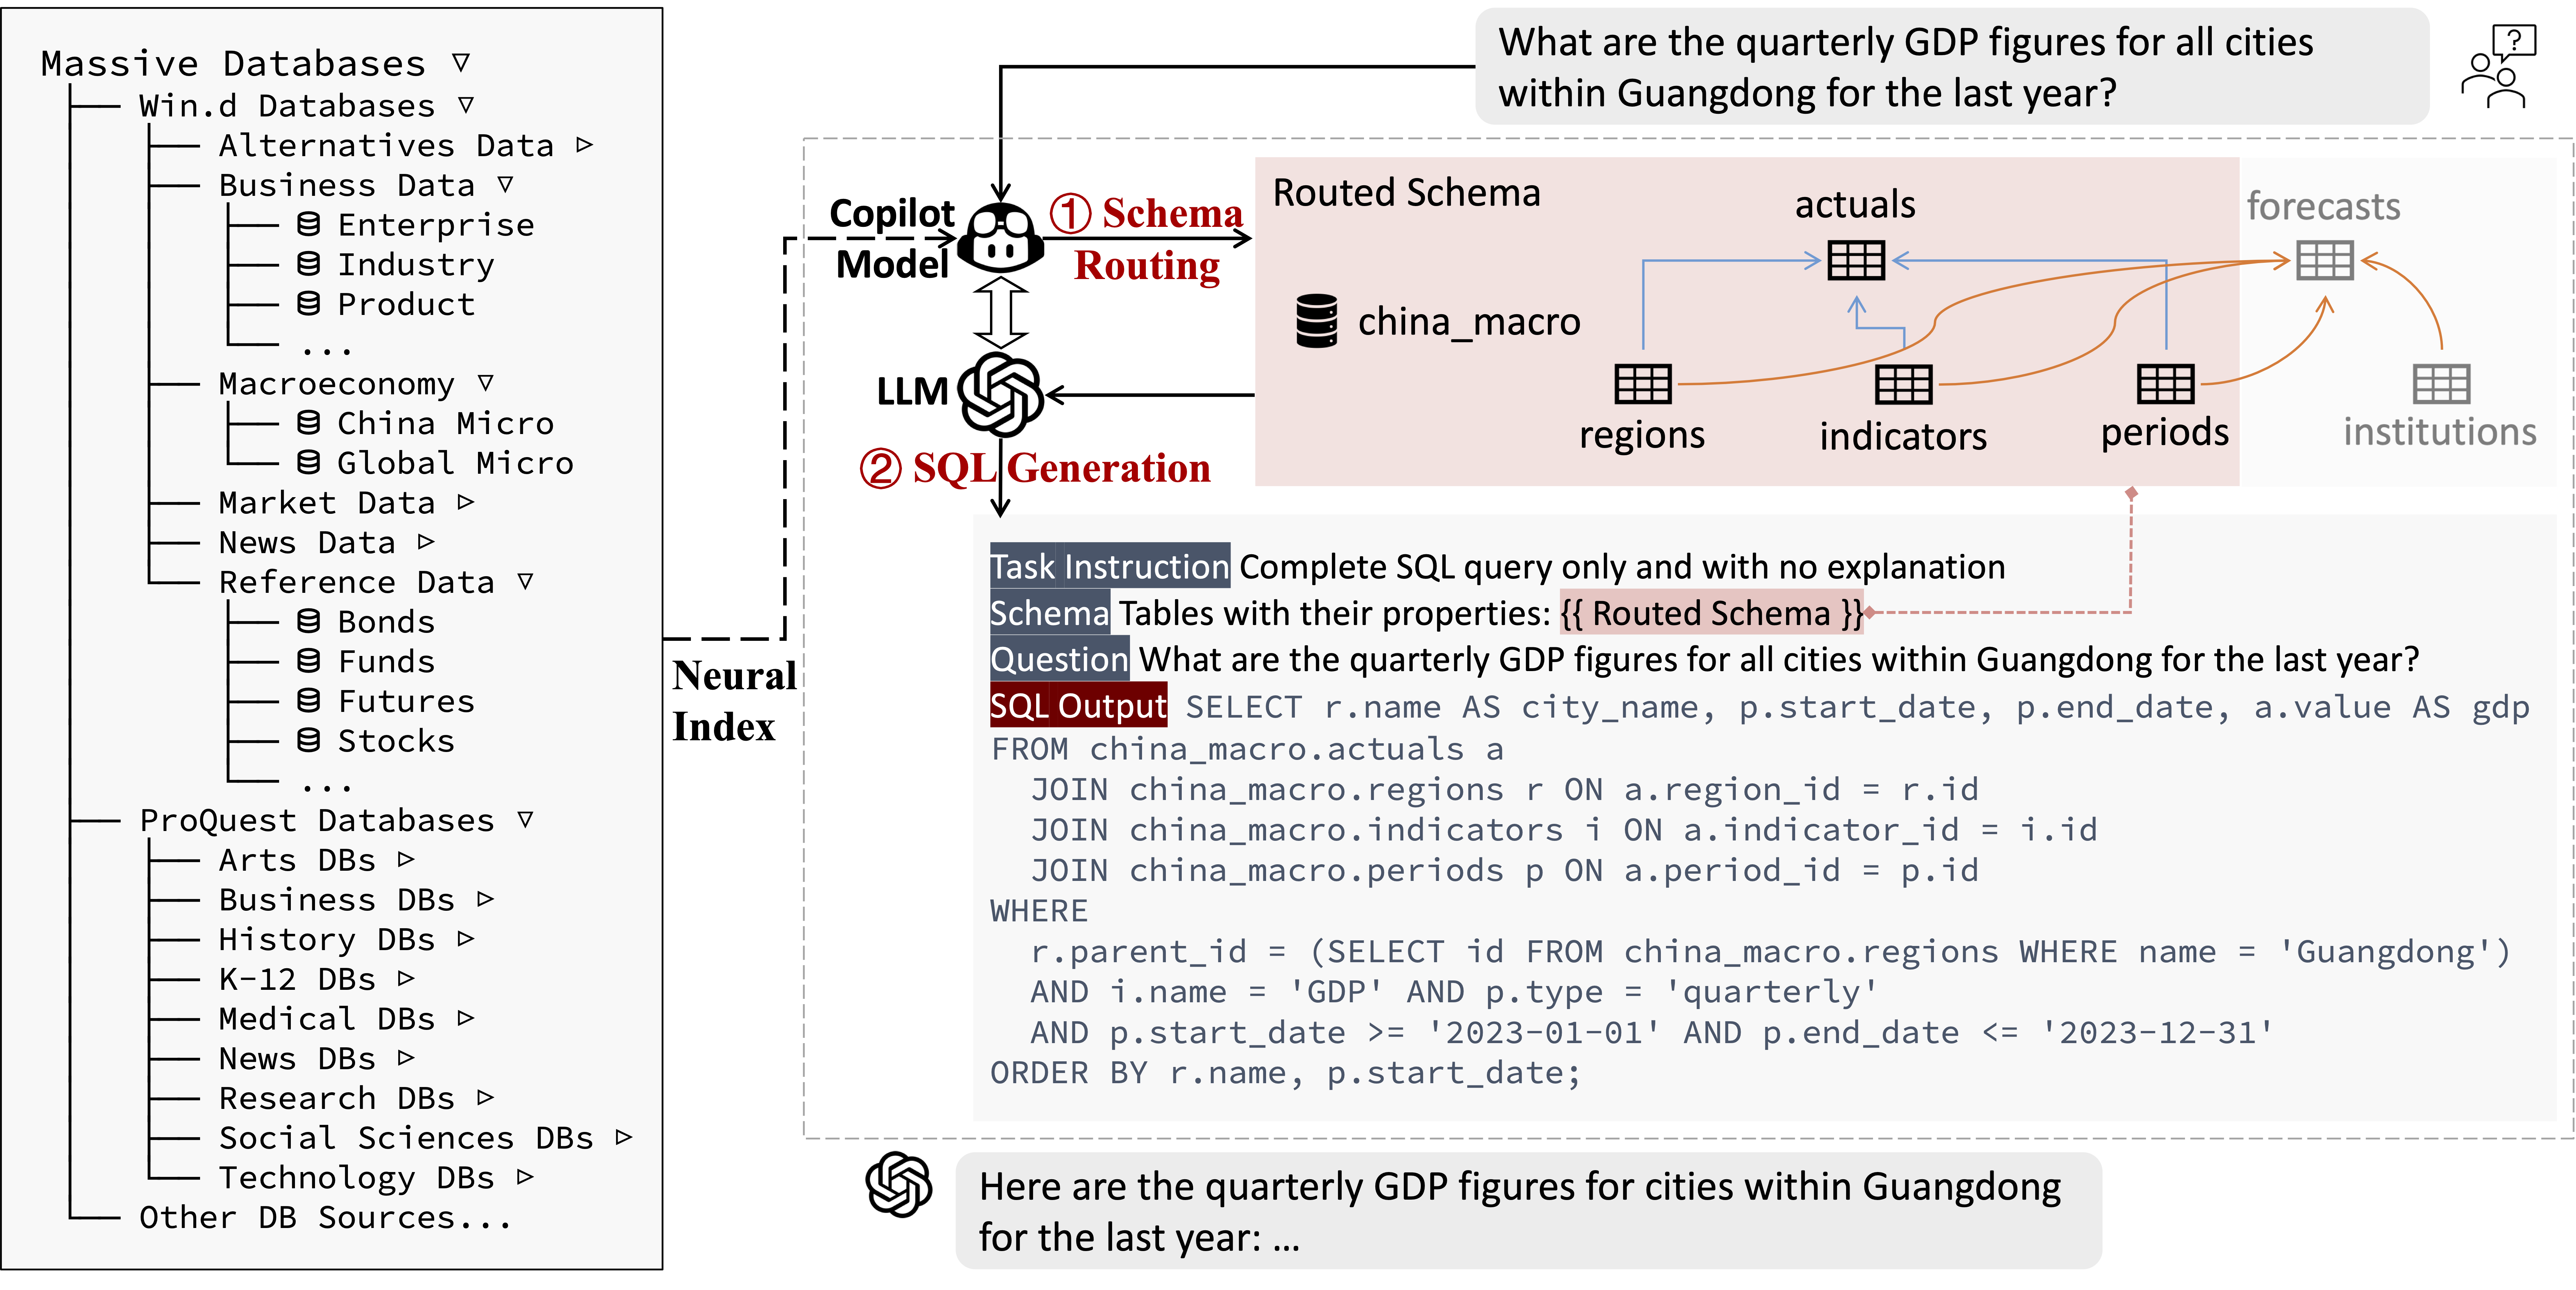 Massive Databases ▽
Win.d Databases ▽
Alternatives Data ▷
Business Data ▽
Enterprise
Industry
Product
...
Macroeconomy ▽
China Micro
Global Micro
Market Data ▷
News Data ▷
Reference Data ▽
Bonds
Funds
Futures
Stocks
...
ProQuest Databases ▽
Arts DBs ▷
Business DBs ▷
History DBs ▷
K-12 DBs ▷
Medical DBs ▷
News DBs ▷
Research DBs ▷
Social Sciences DBs ▷
Technology DBs ▷
Other DB Sources...
Neural
Index
What are the quarterly GDP figures for all cities
within Guangdong for the last year?
?
Copilot
Model
① Schema
Routing
LLM
② SQL Generation
Routed Schema
china_macro
actuals
forecasts
regions
indicators
periods
institutions
Task Instruction Complete SQL query only and with no explanation
Schema Tables with their properties: {{ Routed Schema }}
Question What are the quarterly GDP figures for all cities within Guangdong for the last year?
SQL Output SELECT r.name AS city_name, p.start_date, p.end_date, a.value AS gdp
FROM china_macro.actuals a
JOIN china_macro.regions r ON a.region_id = r.id
JOIN china_macro.indicators i ON a.indicator_id = i.id
JOIN china_macro.periods p ON a.period_id = p.id
WHERE
r.parent_id = (SELECT id FROM china_macro.regions WHERE name = 'Guangdong')
AND i.name = 'GDP' AND p.type = 'quarterly'
AND p.start_date >= '2023-01-01' AND p.end_date <= '2023-12-31'
ORDER BY r.name, p.start_date;
Here are the quarterly GDP figures for cities within Guangdong
for the last year: ...